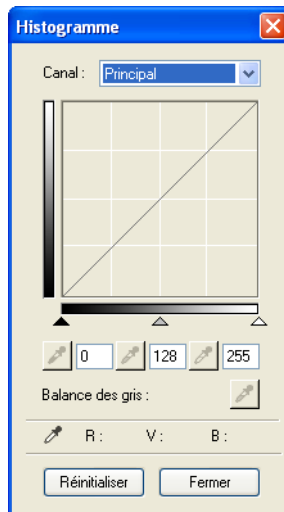 Histogramme
Canal : Principal
0 128 255
Balance des gris :
R : V : B :
Réinitialiser Fermer